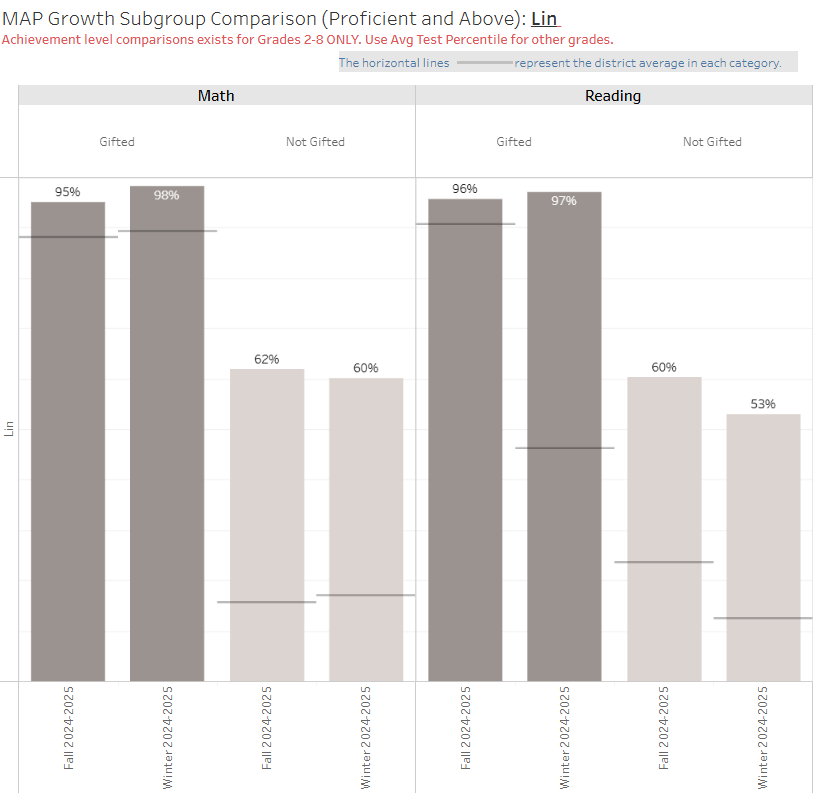 MAP Growth Subgroup Comparison (Proficient and Above): Lin
Achievement level comparisons exists for Grades 2-8 ONLY. Use Avg Test Percentile for other grades.
The horizontal lines represent the district average in each category.
Math Reading
Gifted Not Gifted Gifted Not Gifted
95% 98% 62% 60% 96% 97% 60% 53%
Lin
Fall 2024-2025
Winter 2024-2025
Fall 2024-2025
Winter 2024-2025
Fall 2024-2025
Winter 2024-2025
Fall 2024-2025
Winter 2024-2025